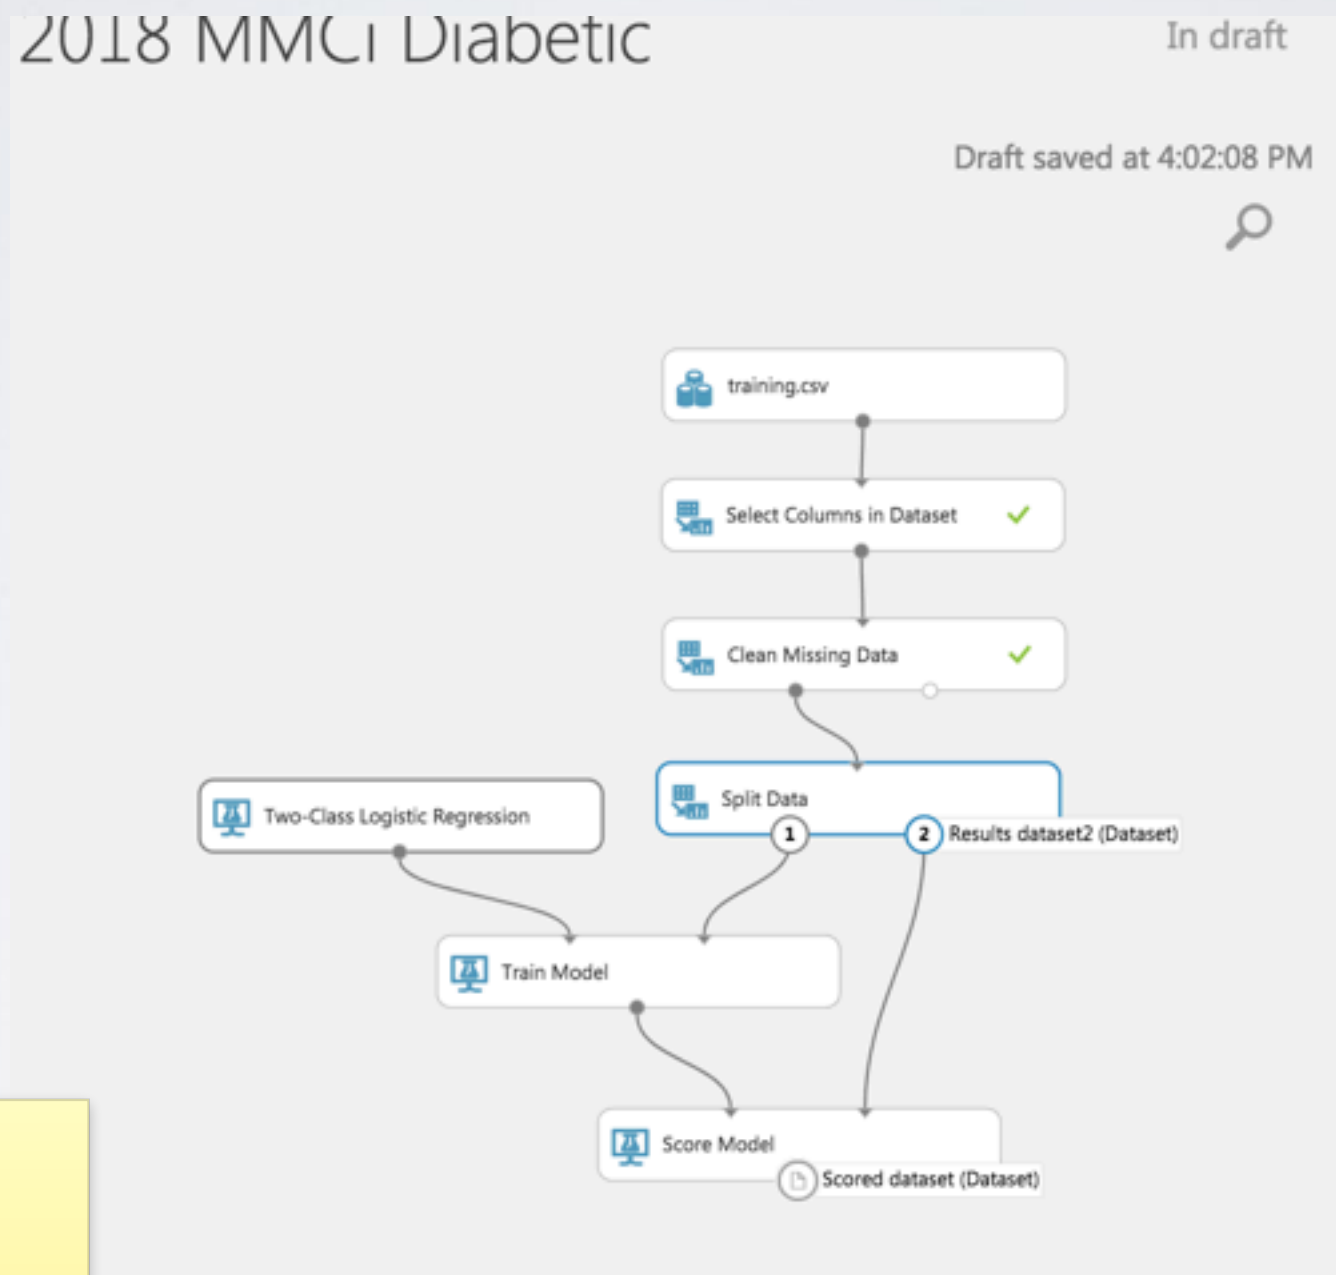 2018 MMCi Diabetic
In draft
Draft saved at 4:02:08 PM
training.csv
Select Columns in Dataset
Clean Missing Data
Two-Class Logistic Regression
Split Data
1
2
Results dataset2 (Dataset)
Train Model
Score Model
Scored dataset (Dataset)